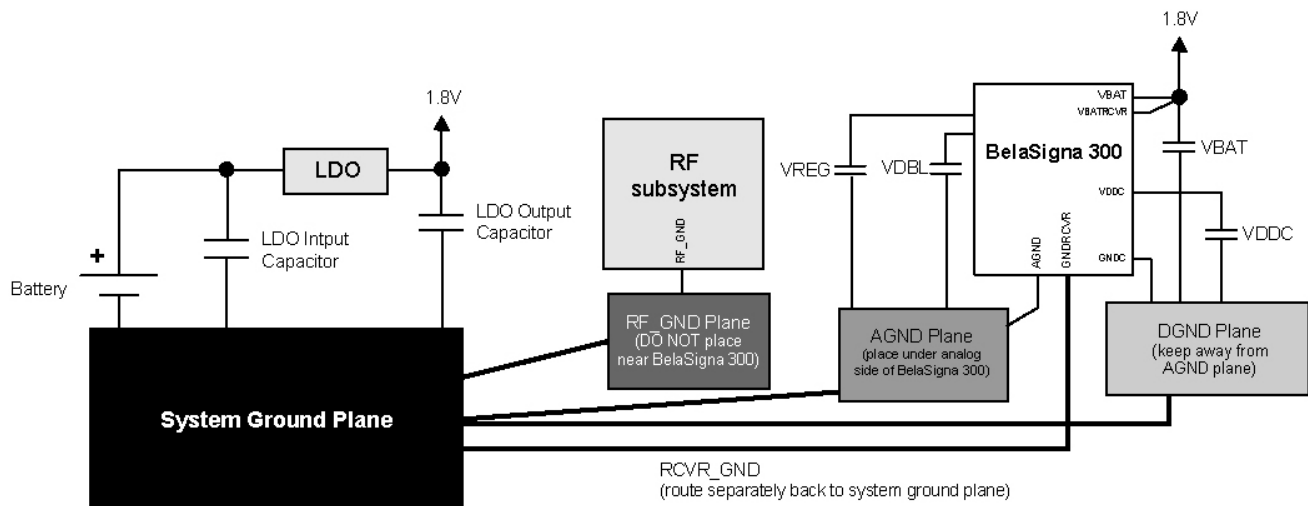 1.8V
LDO
LDO Intput
Capacitor
LDO Output
Capacitor
+
Battery
System Ground Plane
RF
subsystem
RF_GND
RF_GND Plane
(DO NOT place
near BelaSigna 300)
VREG
VDBL
1.8V
VBAT
VBATRCVR
BelaSigna 300
VDDC
AGND
GNDRCVR
GNDC
VBAT
VDDC
AGND Plane
(place under analog
side of BelaSigna 300)
DGND Plane
(keep away from
AGND plane)
RCVR_GND
(route separately back to system ground plane)